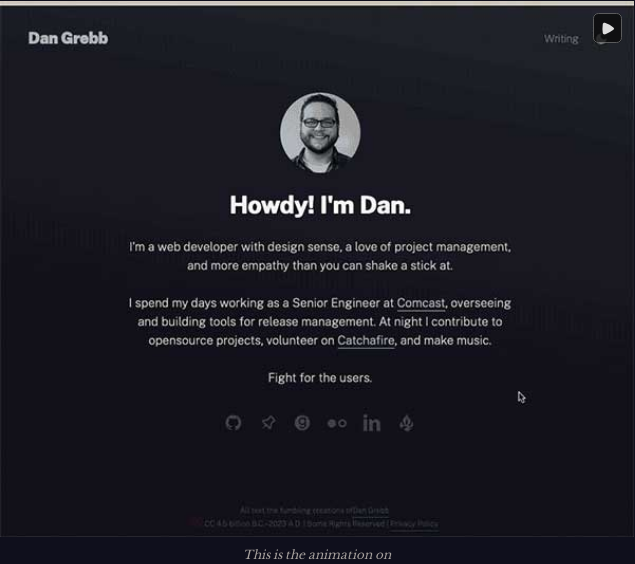 Dan Grebb
Writing
Howdy! I'm Dan.
I'm a web developer with design sense, a love of project management,
and more empathy than you can shake a stick at.
I spend my days working as a Senior Engineer at Comcast, overseeing
and building tools for release management. At night I contribute to
opensource projects, volunteer on Catchafire, and make music.
Fight for the users.
in
All text the fumbling creations of Dan Grebb
CC 4.5 billion B.C.-2023 A.D. | Some Rights Reserved | Privacy Policy
This is the animation on